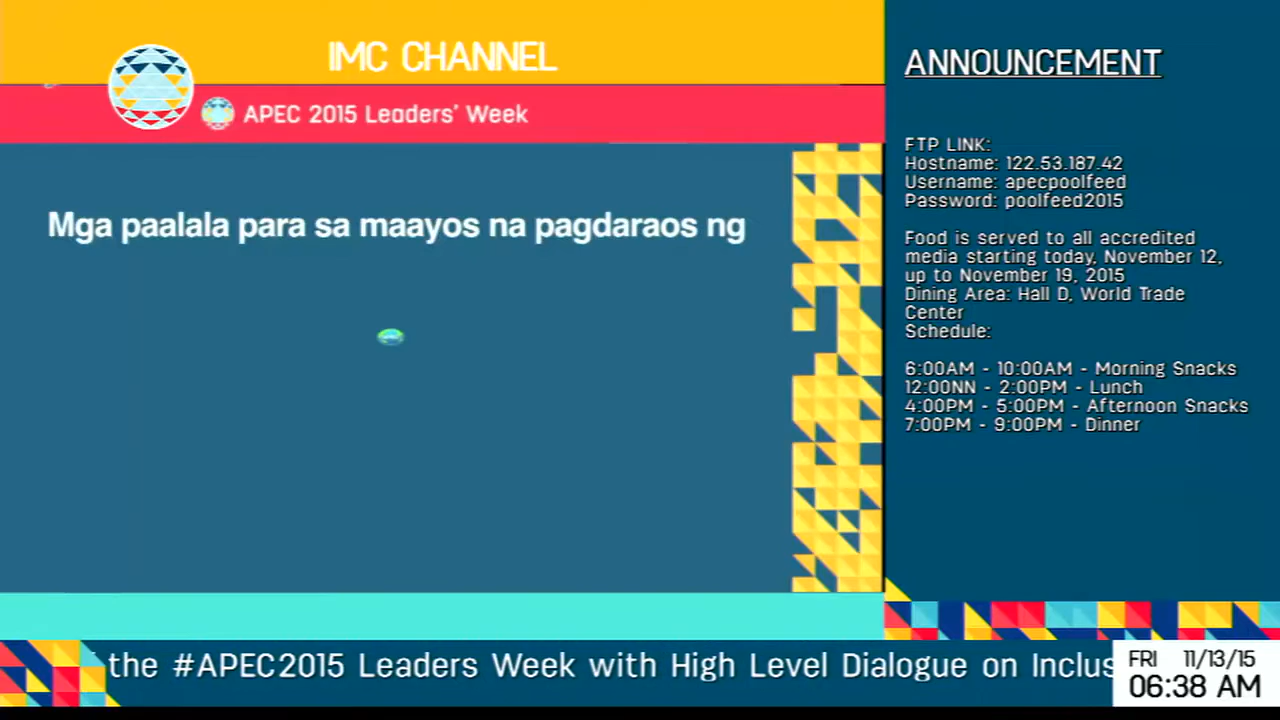 IMC CHANNEL
APEC 2015 Leaders' Week
Mga paalala para sa maayos na pagdaraos ng
ANNOUNCEMENT
FTP LINK:
Hostname: 122.53.187.42
Username: apecpoolfeed
Password: poolfeed2015
Food is served to all accredited
media starting today, November 12,
up to November 19, 2015
Dining Area: Hall D, World Trade
Center
Schedule:
6:00AM - 10:00AM - Morning Snacks
12:00NN - 2:00PM - Lunch
4:00PM - 5:00PM - Afternoon Snacks
7:00PM - 9:00PM - Dinner
the #APEC2015 Leaders Week with High Level Dialogue on Inclus
FRI 11/13/15
06:38 AM